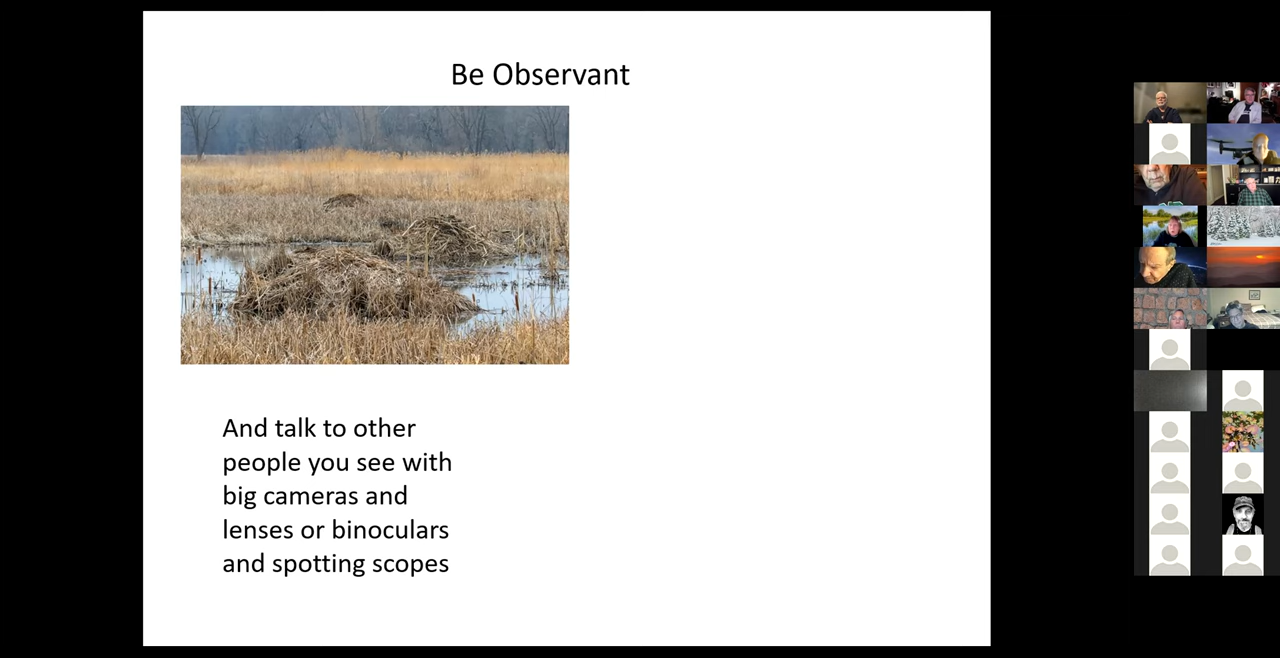 Be Observant
And talk to other
people you see with
big cameras and
lenses or binoculars
and spotting scopes